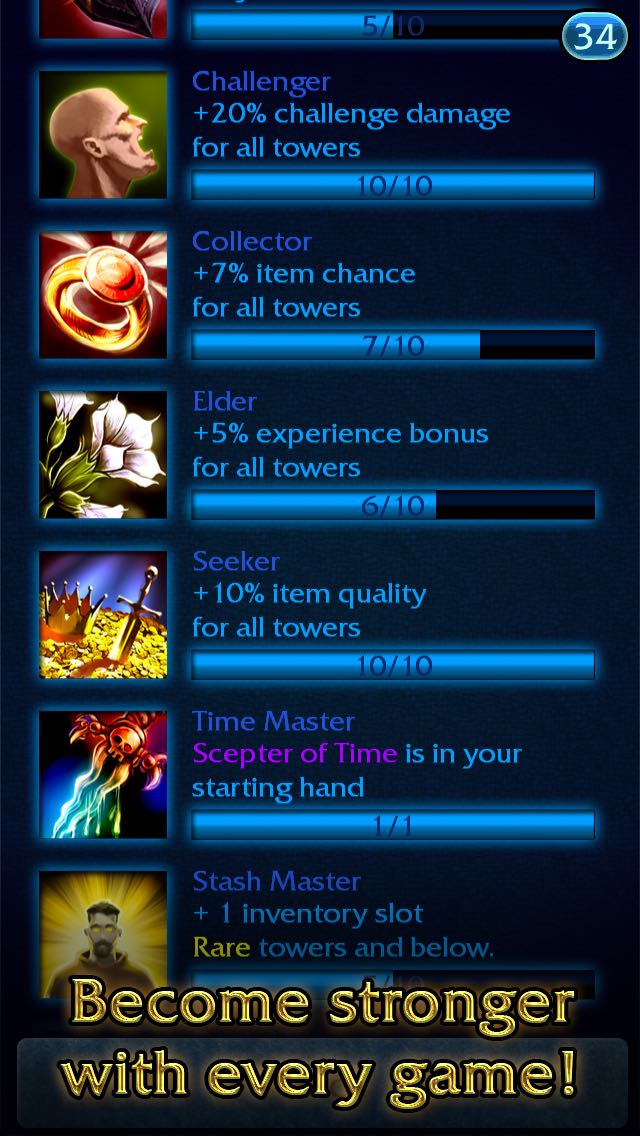 5/10
34
Challenger
+20% challenge damage
for all towers
10/10
Collector
+7% item chance
for all towers
7/10
Elder
+5% experience bonus
for all towers
6/10
Seeker
+10% item quality
for all towers
10/10
Time Master
Scepter of Time is in your
starting hand
1/1
Stash Master
+ 1 inventory slot
Rare towers and below.
Become stronger
with every game!